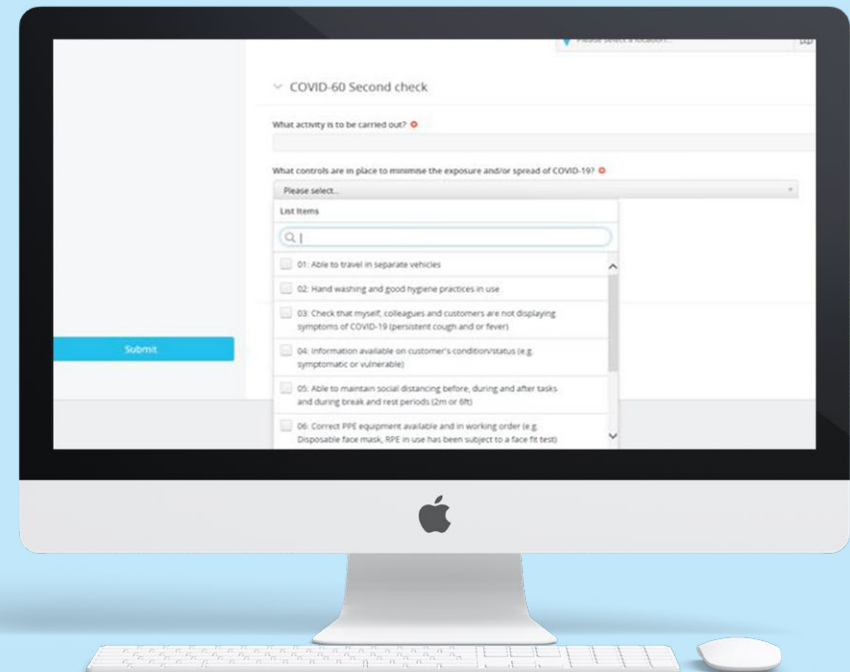 Please select a location...
COVID-60 Second check
What activity is to be carried out?
What controls are in place to minimise the exposure and/or spread of COVID-19?
Please select...
List Items
01: Able to travel in separate vehicles
02: Hand washing and good hygiene practices in use
03: Check that myself, colleagues and customers are not displaying
symptoms of COVID-19 (persistent cough and or fever)
04: Information available on customer's condition/status (e.g.
symptomatic or vulnerable)
Submit
05: Able to maintain social distancing before, during and after tasks
and during break and rest periods (2m or 6ft)
06: Correct PPE equipment available and in working order (e.g.
Disposable face mask, RPE in use has been subject to a face fit test)